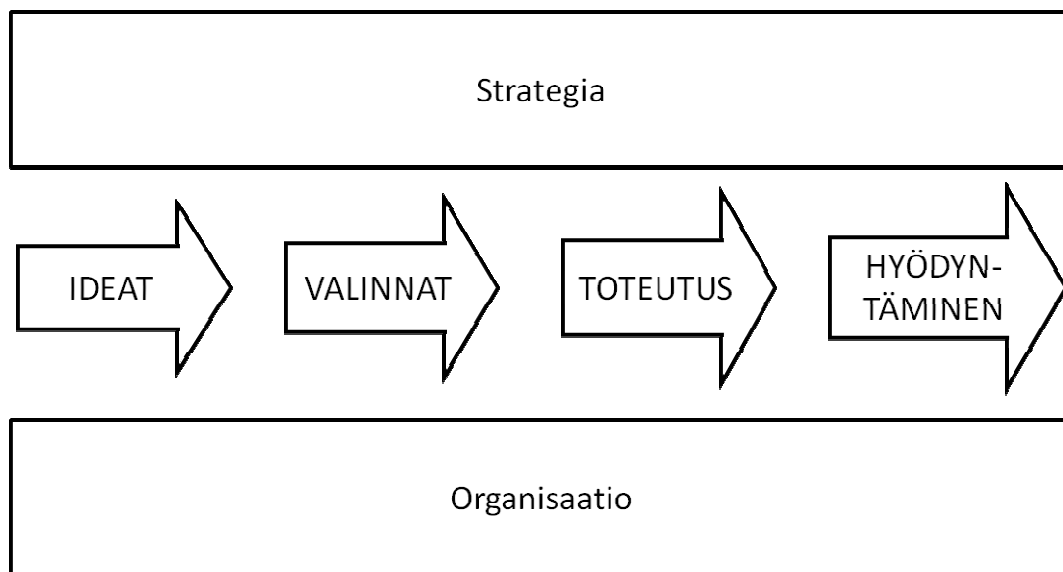 Strategia
IDEAT
VALINNAT
TOTEUTUS
HYÖDYN-
TÄMINEN
Organisaatio